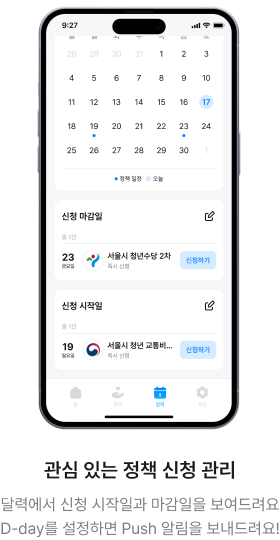 9:27
일 월 화 수 목 금 토
28 29 30 31 1 2 3
4 5 6 7 8 9 10
11 12 13 14 15 16 17
18 19 20 21 22 23 24
25 26 27 28 29 30 1
정책 일정 오늘
신청 마감일
총 1건
23 서울시 청년수당 2차 신청하기
금요일 즉시 신청
신청 시작일
총 1건
19 서울시 청년 교통비... 신청하기
월요일 즉시 신청
홈 정책 달력 설정
관심 있는 정책 신청 관리
달력에서 신청 시작일과 마감일을 보여드려요
D-day를 설정하면 Push 알림을 보내드려요!